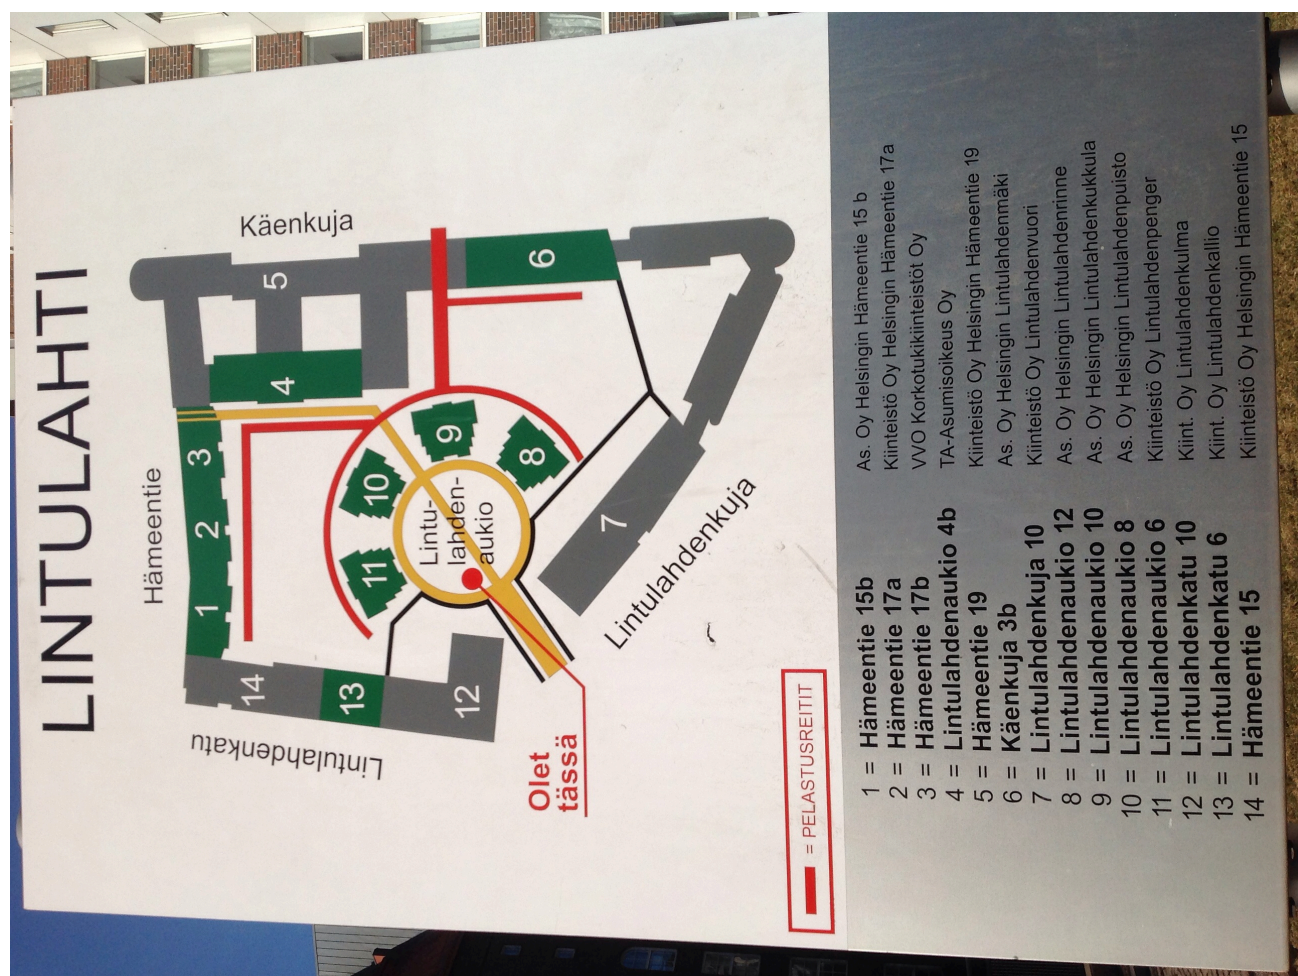 LINTULAHTI
Hämeentie
Käenkuja
Lintulahdenkatu
Lintulahdenkuja
1
2
3
4
5
6
7
8
9
10
11
12
13
14
Lintu-
lahden-
aukio
Olet
tässä
= PELASTUSREITIT
1 = Hämeentie 15b As. Oy Helsingin Hämeentie 15 b
2 = Hämeentie 17a Kiinteistö Oy Helsingin Hämeentie 17a
3 = Hämeentie 17b VVO Korkotukikiinteistöt Oy
4 = Lintulahdenaukio 4b TA-Asumisoikeus Oy
5 = Hämeentie 19 Kiinteistö Oy Helsingin Hämeentie 19
6 = Käenkuja 3b As. Oy Helsingin Lintulahdenmäki
7 = Lintulahdenkuja 10 Kiinteistö Oy Lintulahdenvuori
8 = Lintulahdenaukio 12 As. Oy Helsingin Lintulahdenrinne
9 = Lintulahdenaukio 10 As. Oy Helsingin Lintulahdenkukkula
10 = Lintulahdenaukio 8 As. Oy Helsingin Lintulahdenpuisto
11 = Lintulahdenaukio 6 Kiinteistö Oy Lintulahdenpenger
12 = Lintulahdenkatu 10 Kiint. Oy Lintulahdenkulma
13 = Lintulahdenkatu 6 Kiint. Oy Lintulahdenkallio
14 = Hämeentie 15 Kiinteistö Oy Helsingin Hämeentie 15